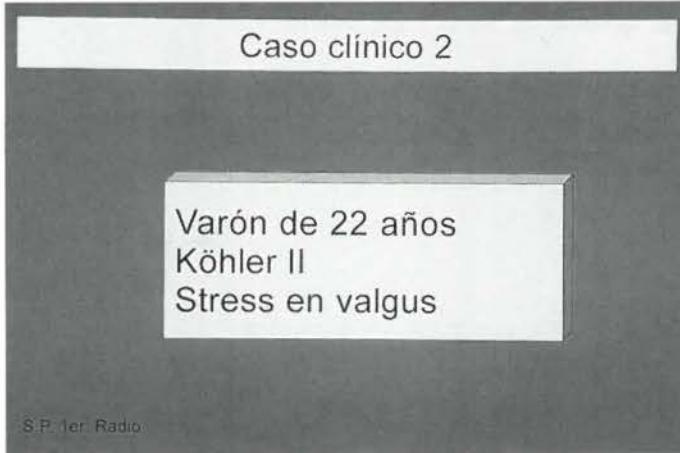 Caso clínico 2
Varón de 22 años
Köhler II
Stress en valgus
S.P. 1er. Radio